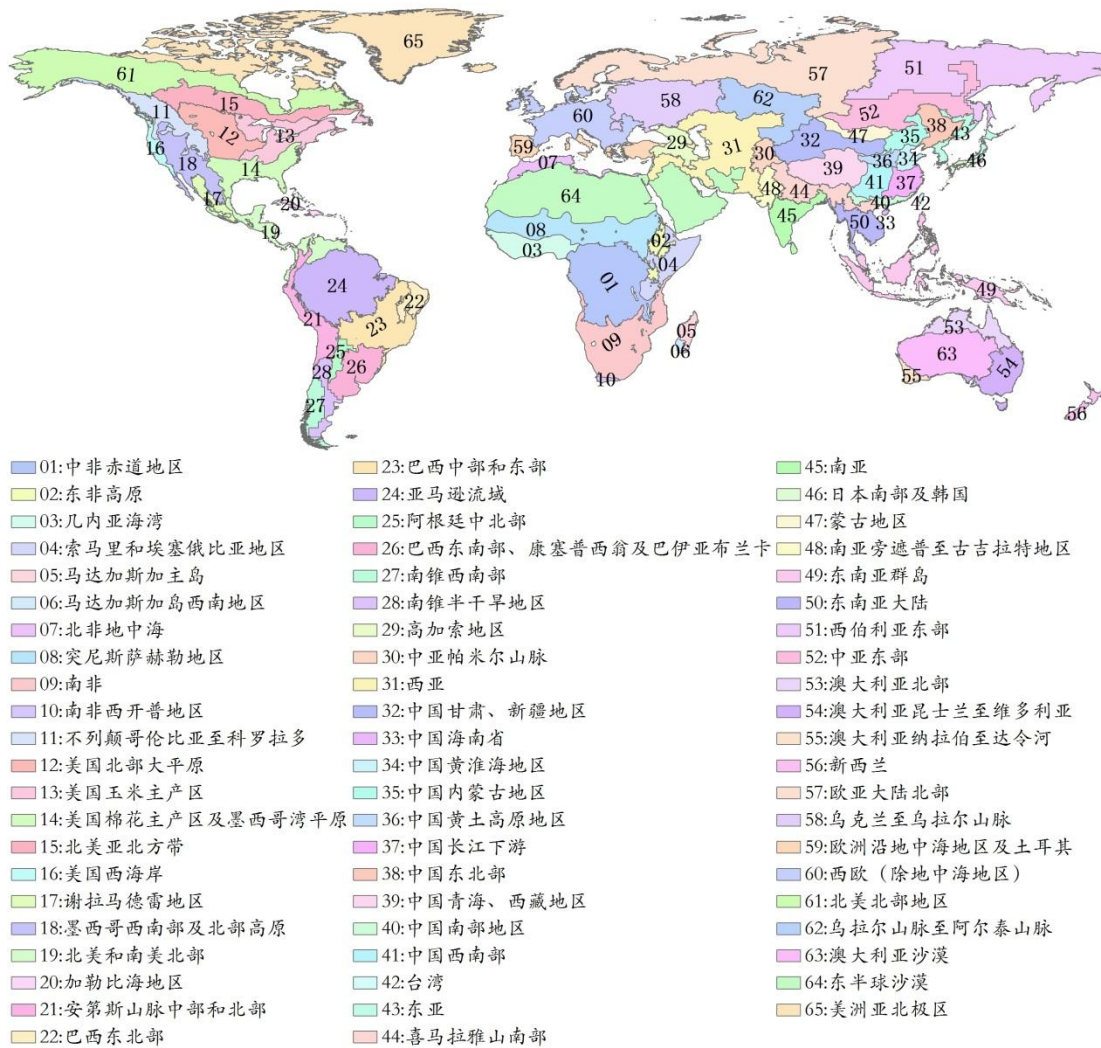 65
61
15
11
12
13
16
18
14
17
20
19
24
22
21
23
25
28
26
27
57
51
58
62
60
52
38
59
29
31
30
32
47
35
43
46
07
36
34
39
41
37
64
48
44
40
42
45
50
33
08
03
02
04
01
49
09
05
06
10
53
63
54
55
56
01:中非赤道地区
02:东非高原
03:几内亚海湾
04:索马里和埃塞俄比亚地区
05:马达加斯加主岛
06:马达加斯加岛西南地区
07:北非地中海
08:突尼斯萨赫勒地区
09:南非
10:南非西开普地区
11:不列颠哥伦比亚至科罗拉多
12:美国北部大平原
13:美国玉米主产区
14:美国棉花主产区及墨西哥湾平原
15:北美亚北方带
16:美国西海岸
17:谢拉马德雷地区
18:墨西哥西南部及北部高原
19:北美和南美北部
20:加勒比海地区
21:安第斯山脉中部和北部
22:巴西东北部
23:巴西中部和东部
24:亚马逊流域
25:阿根廷中北部
26:巴西东南部、康塞普西翁及巴伊亚布兰卡
27:南锥西南部
28:南锥半干旱地区
29:高加索地区
30:中亚帕米尔山脉
31:西亚
32:中国甘肃、新疆地区
33:中国海南省
34:中国黄淮海地区
35:中国内蒙古地区
36:中国黄土高原地区
37:中国长江下游
38:中国东北部
39:中国青海、西藏地区
40:中国南部地区
41:中国西南部
42:台湾
43:东亚
44:喜马拉雅山南部
45:南亚
46:日本南部及韩国
47:蒙古地区
48:南亚旁遮普至古吉拉特地区
49:东南亚群岛
50:东南亚大陆
51:西伯利亚东部
52:中亚东部
53:澳大利亚北部
54:澳大利亚昆士兰至维多利亚
55:澳大利亚纳拉伯至达令河
56:新西兰
57:欧亚大陆北部
58:乌克兰至乌拉尔山脉
59:欧洲沿地中海地区及土耳其
60:西欧（除地中海地区）
61:北美北部地区
62:乌拉尔山脉至阿尔泰山脉
63:澳大利亚沙漠
64:东半球沙漠
65:美洲亚北极区